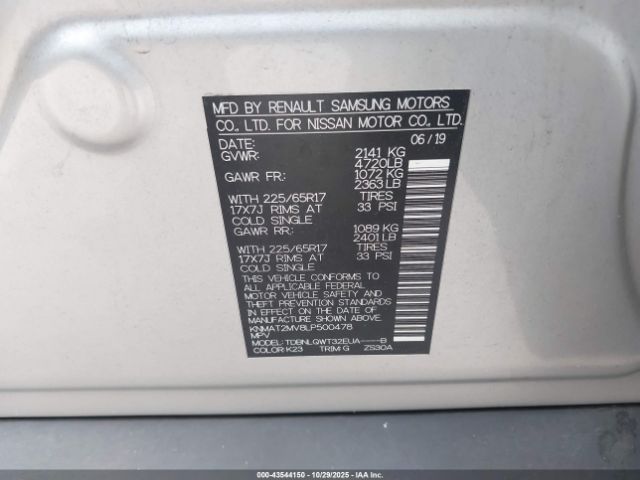 MFD BY RENAULT SAMSUNG MOTORS
CO., LTD. FOR NISSAN MOTOR CO., LTD.
DATE: 06/19
GVWR: 2141 KG
4720LB
GAWR FR: 1072 KG
2363 LB
WITH 225/65R17 TIRES
17X7J RIMS AT 33 PSI
COLD SINGLE
GAWR RR: 1089 KG
2401 LB
WITH 225/65R17 TIRES
17X7J RIMS AT 33 PSI
COLD SINGLE
THIS VEHICLE CONFORMS TO
ALL APPLICABLE FEDERAL
MOTOR VEHICLE SAFETY AND
THEFT PREVENTION STANDARDS
IN EFFECT ON THE DATE OF
MANUFACTURE SHOWN ABOVE.
KNMAT2MV8LP500478
MPV
MODEL: TDBNLQWT32EUA----B
COLOR: K23 TRIM: G ZS30A
000-43544150 - 10/29/2025 - IAAI.com